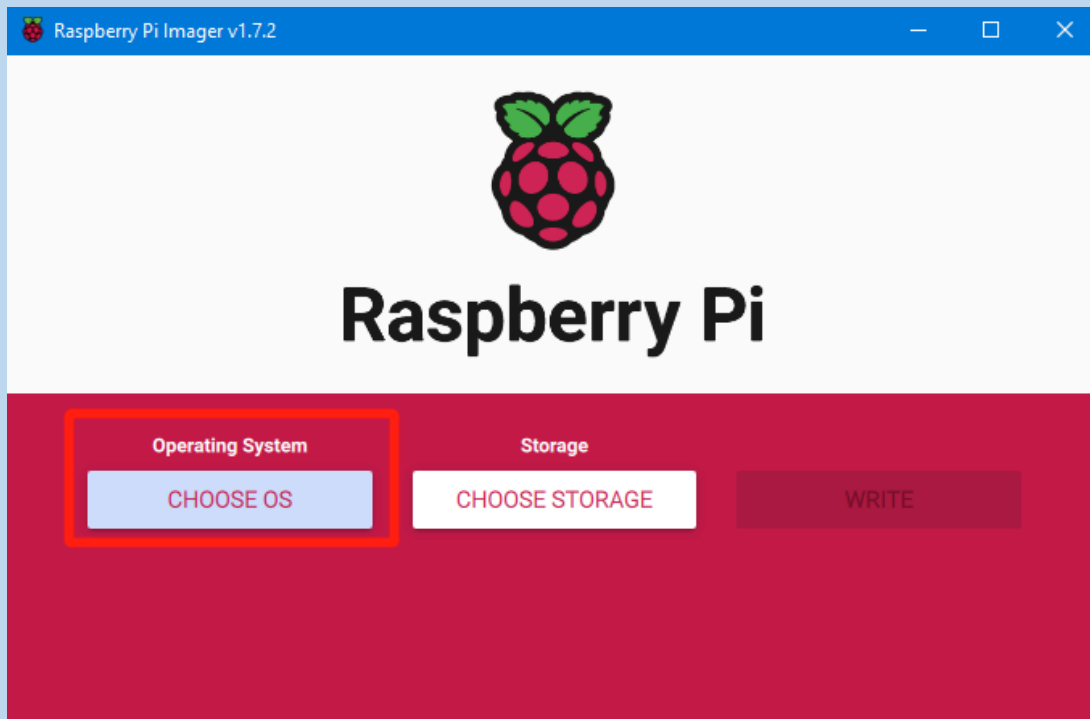 Raspberry Pi Imager v1.7.2
Raspberry Pi
Operating System
Storage
CHOOSE OS
CHOOSE STORAGE
WRITE